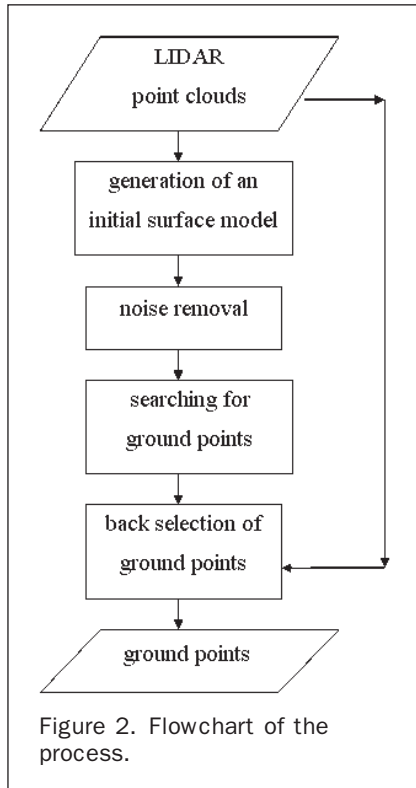 LIDAR
point clouds
generation of an
initial surface model
noise removal
searching for
ground points
back selection of
ground points
ground points
Figure 2. Flowchart of the
process.